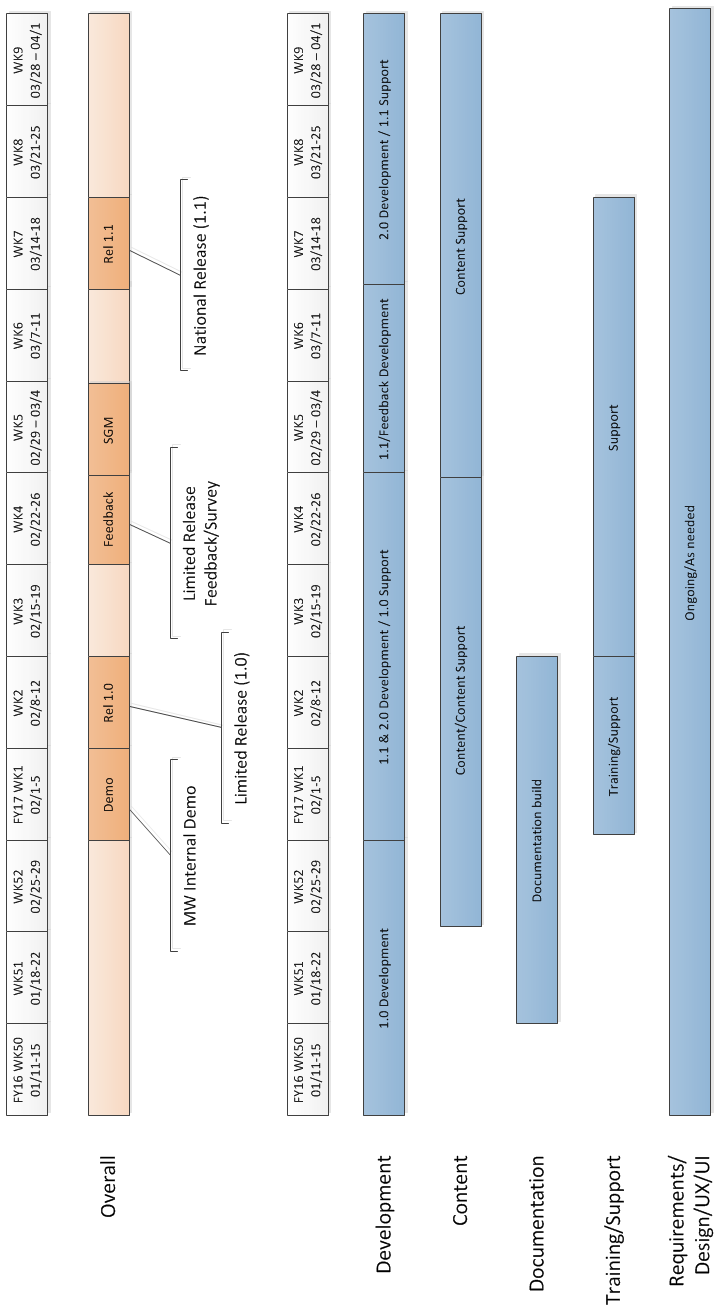 FY16 WK50
01/11-15
WK51
01/18-22
WK52
02/25-29
FY17 WK1
02/1-5
WK2
02/8-12
WK3
02/15-19
WK4
02/22-26
WK5
02/29 – 03/4
WK6
03/7-11
WK7
03/14-18
WK8
03/21-25
WK9
03/28 – 04/1
Overall
Demo
Rel 1.0
Feedback
SGM
Rel 1.1
MW Internal Demo
Limited Release (1.0)
Limited Release
Feedback/Survey
National Release (1.1)
FY16 WK50
01/11-15
WK51
01/18-22
WK52
02/25-29
FY17 WK1
02/1-5
WK2
02/8-12
WK3
02/15-19
WK4
02/22-26
WK5
02/29 – 03/4
WK6
03/7-11
WK7
03/14-18
WK8
03/21-25
WK9
03/28 – 04/1
Development
1.0 Development
1.1 & 2.0 Development / 1.0 Support
1.1/Feedback Development
2.0 Development / 1.1 Support
Content
Content/Content Support
Content Support
Documentation
Documentation build
Training/Support
Training/Support
Support
Requirements/
Design/UX/UI
Ongoing/As needed